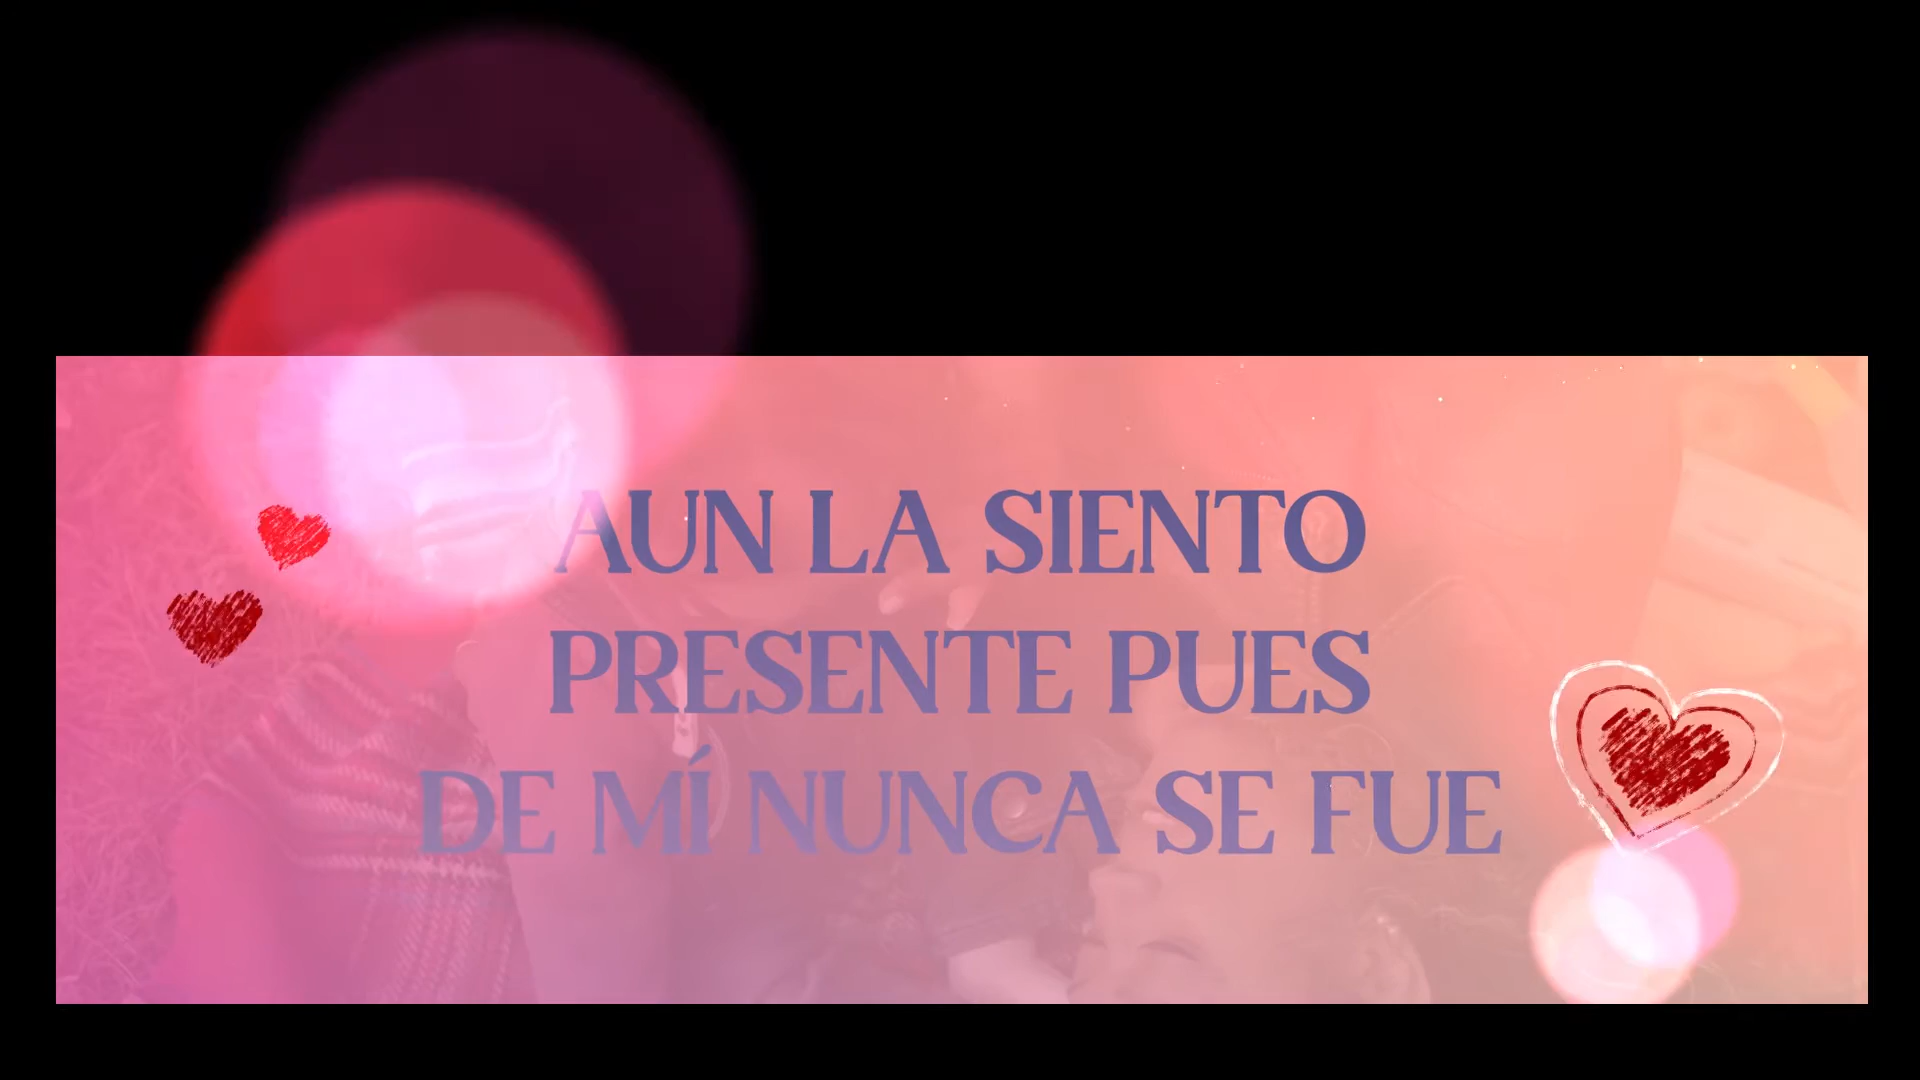 AUN LA SIENTO
PRESENTE PUES
DE MÍ NUNCA SE FUE